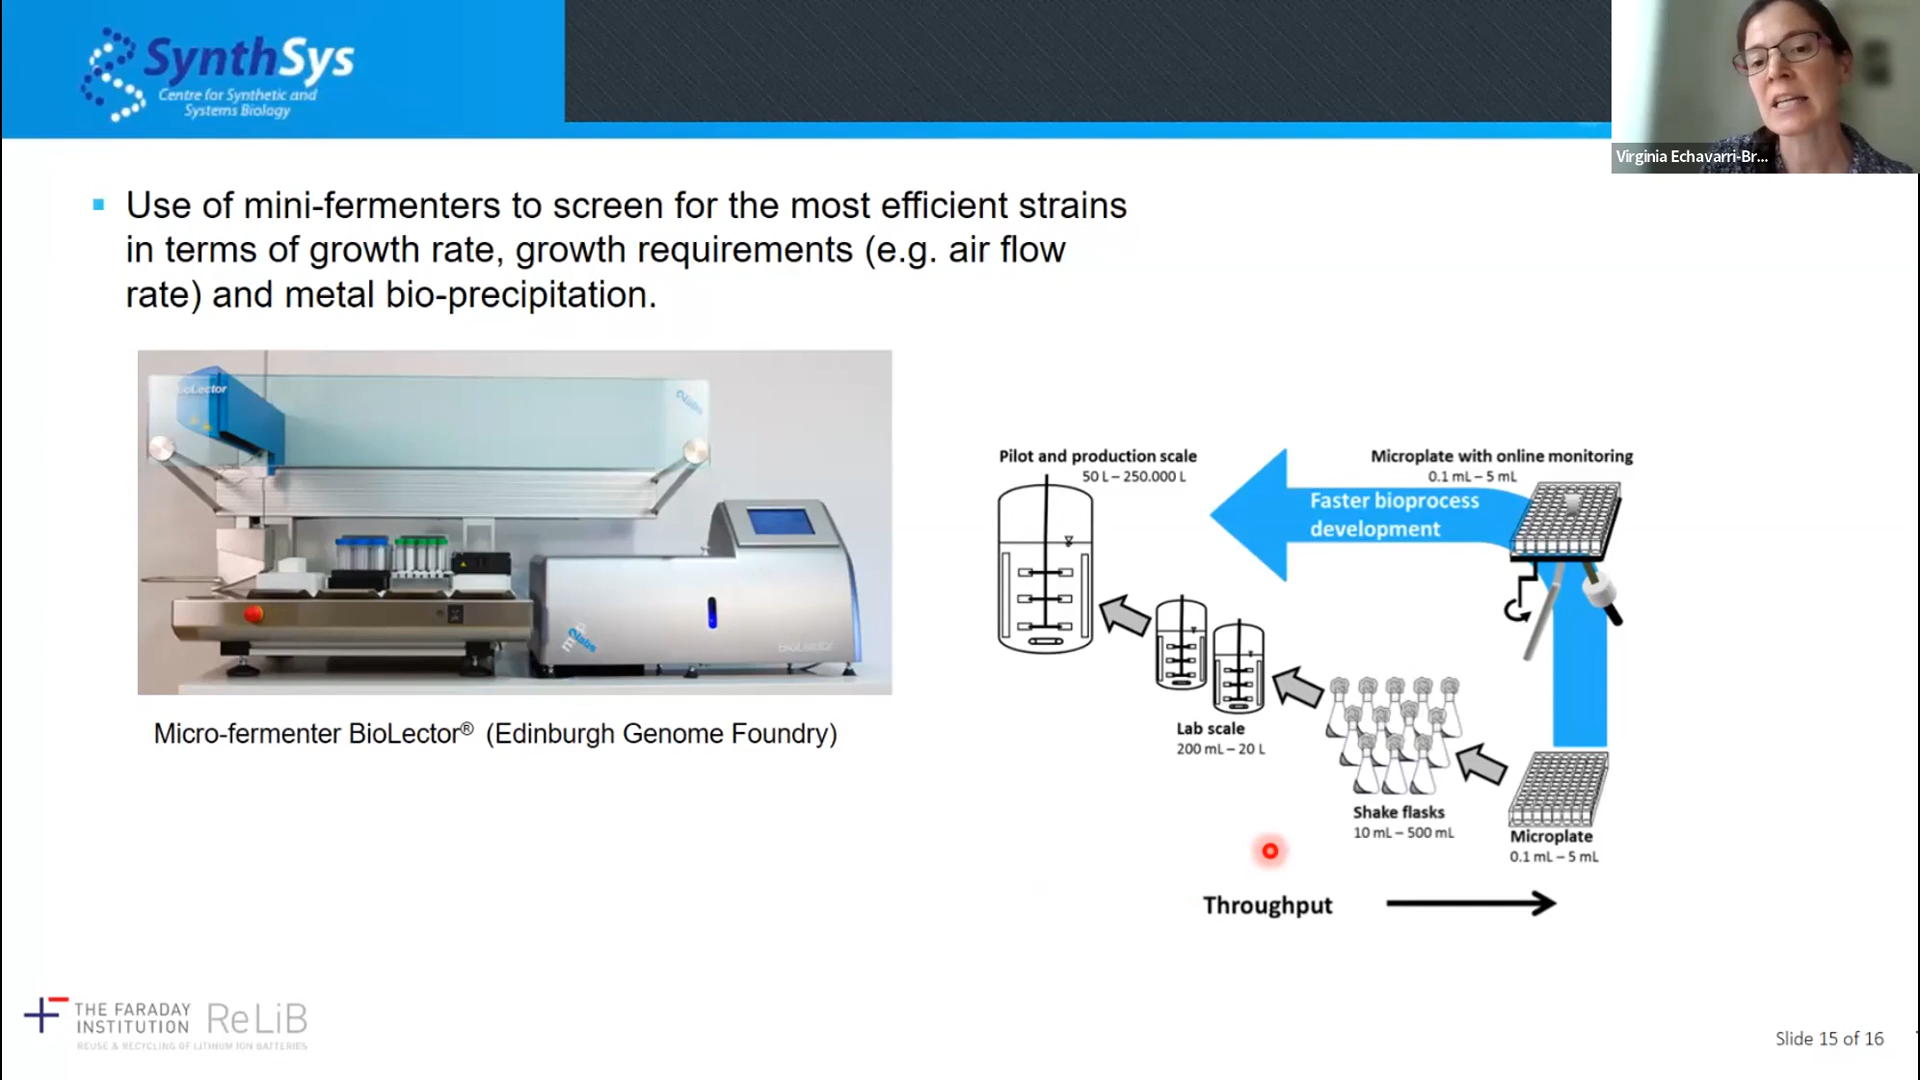 SynthSys
Centre for Synthetic and
Systems Biology
Virginia Echavarri-Br...
Use of mini-fermenters to screen for the most efficient strains
in terms of growth rate, growth requirements (e.g. air flow
rate) and metal bio-precipitation.
Micro-fermenter BioLector® (Edinburgh Genome Foundry)
Pilot and production scale
50 L – 250.000 L
Microplate with online monitoring
0.1 mL – 5 mL
Faster bioprocess
development
Lab scale
200 mL – 20 L
Shake flasks
10 mL – 500 mL
Microplate
0.1 mL – 5 mL
Throughput
THE FARADAY
INSTITUTION
ReLiB
REUSE & RECYCLING OF LITHIUM ION BATTERIES
Slide 15 of 16